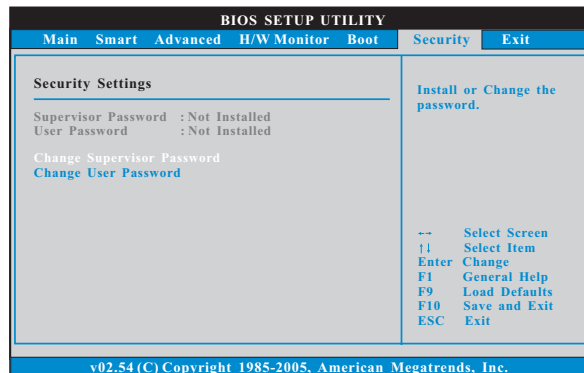 BIOS SETUP UTILITY
Main Smart Advanced H/W Monitor Boot Security Exit
Security Settings
Supervisor Password : Not Installed
User Password : Not Installed
Change Supervisor Password
Change User Password
Install or Change the
password.
←→ Select Screen
↑↓ Select Item
Enter Change
F1 General Help
F9 Load Defaults
F10 Save and Exit
ESC Exit
v02.54 (C) Copyright 1985-2005, American Megatrends, Inc.